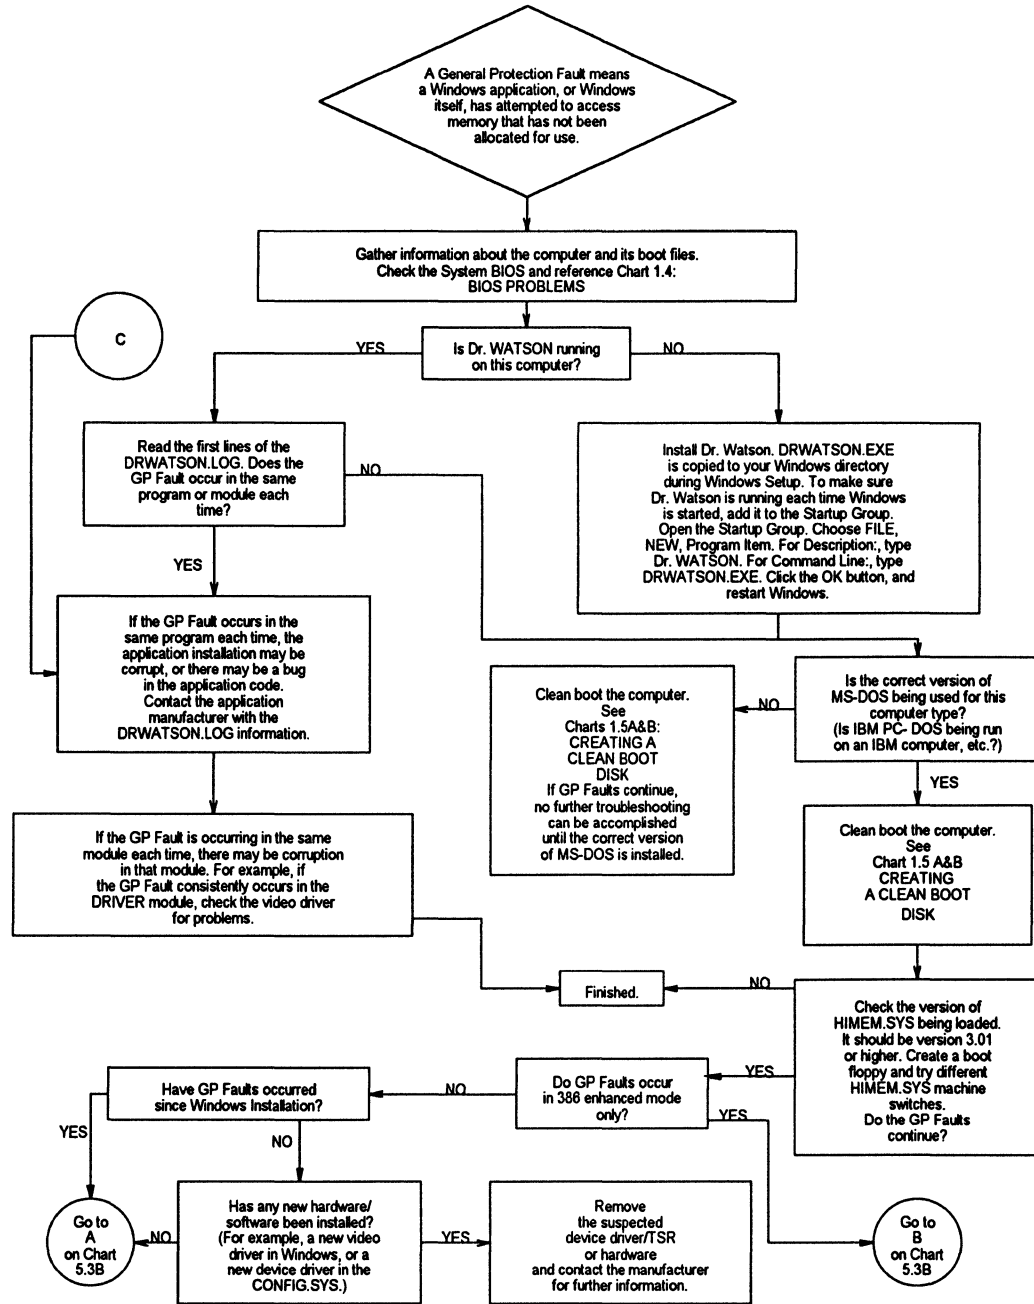 A General Protection Fault means
a Windows application, or Windows
itself, has attempted to access
memory that has not been
allocated for use.
Gather information about the computer and its boot files.
Check the System BIOS and reference Chart 1.4:
BIOS PROBLEMS
C
YES
Is Dr. WATSON running
on this computer?
NO
Read the first lines of the
DRWATSON.LOG. Does the
GP Fault occur in the same
program or module each
time?
NO
YES
Install Dr. Watson. DRWATSON.EXE
is copied to your Windows directory
during Windows Setup. To make sure
Dr. Watson is running each time Windows
is started, add it to the Startup Group.
Open the Startup Group. Choose FILE,
NEW, Program Item. For Description:, type
Dr. WATSON. For Command Line:, type
DRWATSON.EXE. Click the OK button, and
restart Windows.
If the GP Fault occurs in the
same program each time, the
application installation may be
corrupt, or there may be a bug
in the application code.
Contact the application
manufacturer with the
DRWATSON.LOG information.
Clean boot the computer.
See
Charts 1.5A&B:
CREATING A
CLEAN BOOT
DISK
If GP Faults continue,
no further troubleshooting
can be accomplished
until the correct version
of MS-DOS is installed.
NO
Is the correct version of
MS-DOS being used for this
computer type?
(Is IBM PC- DOS being run
on an IBM computer, etc.?)
YES
If the GP Fault is occurring in the same
module each time, there may be corruption
in that module. For example, if
the GP Fault consistently occurs in the
DRIVER module, check the video driver
for problems.
Clean boot the computer.
See
Chart 1.5 A&B
CREATING
A CLEAN BOOT
DISK
Finished.
NO
Check the version of
HIMEM.SYS being loaded.
It should be version 3.01
or higher. Create a boot
floppy and try different
HIMEM.SYS machine
switches.
Do the GP Faults
continue?
YES
Do GP Faults occur
in 386 enhanced mode
only?
NO
YES
Have GP Faults occurred
since Windows Installation?
YES
NO
Go to
A
on Chart
5.3B
NO
Has any new hardware/
software been installed?
(For example, a new video
driver in Windows, or a
new device driver in the
CONFIG.SYS.)
YES
Remove
the suspected
device driver/TSR
or hardware
and contact the manufacturer
for further information.
Go to
B
on Chart
5.3B